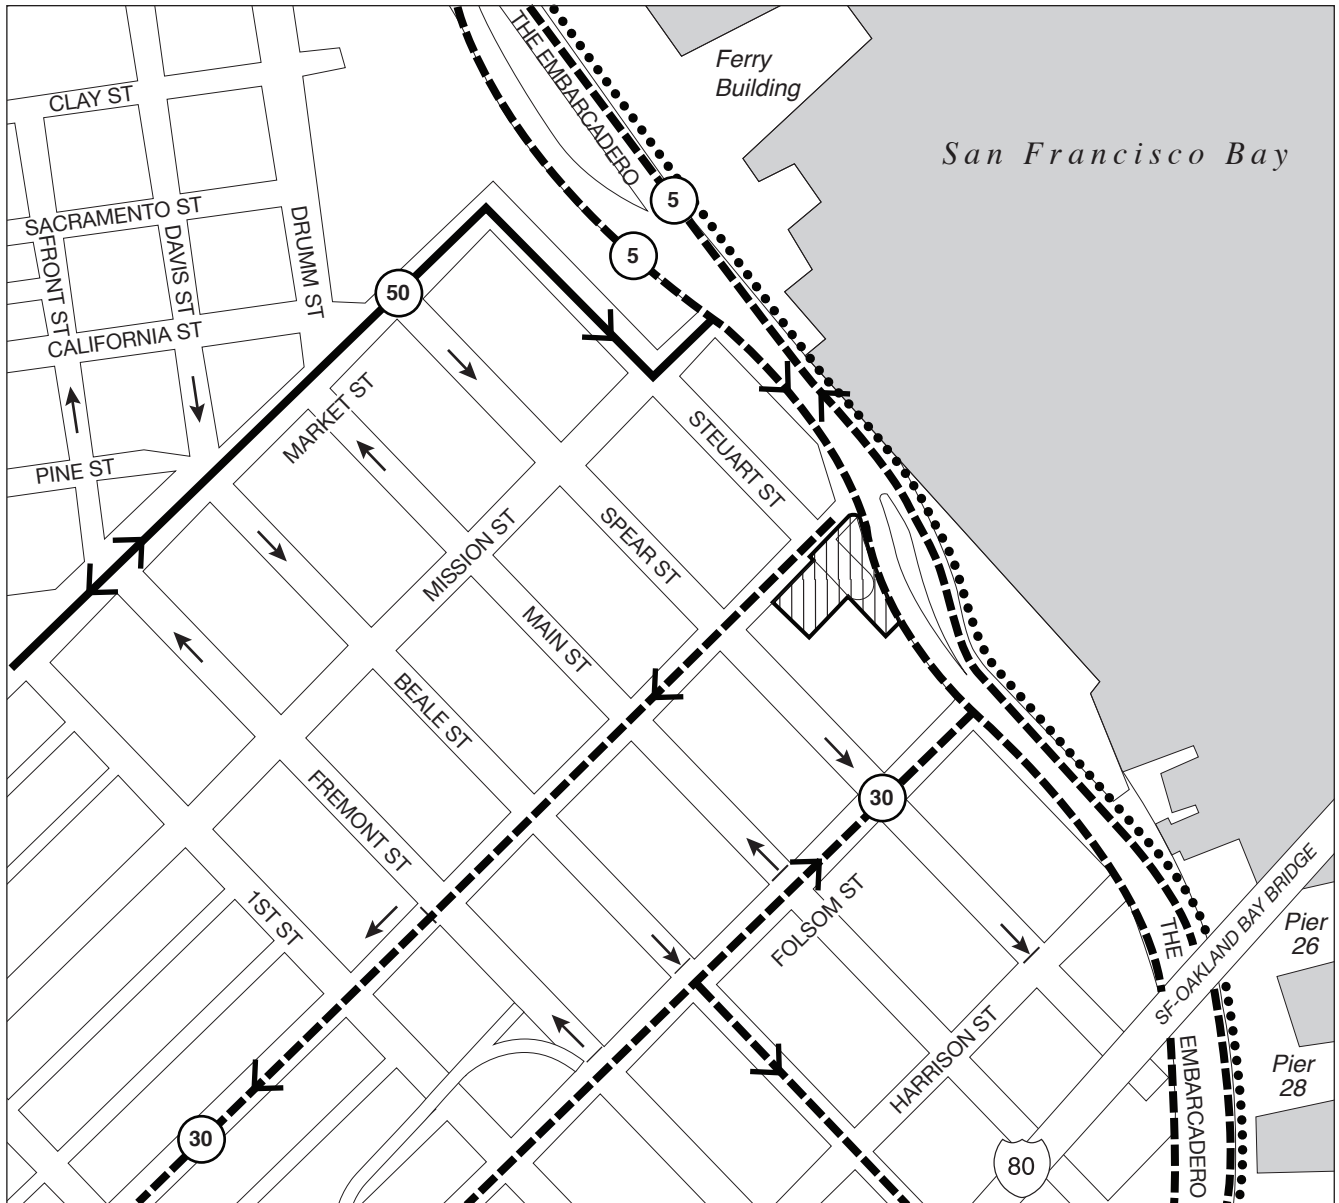 THE EMBARCADERO
Ferry
Building
San Francisco Bay
CLAY ST
SACRAMENTO ST
FRONT ST
DAVIS ST
DRUMM ST
CALIFORNIA ST
PINE ST
5
5
50
MARKET ST
STEUART ST
MISSION ST
SPEAR ST
MAIN ST
BEALE ST
FREMONT ST
1ST ST
30
FOLSOM ST
THE
SF-OAKLAND BAY BRIDGE
Pier
26
HARRISON ST
EMBARCADERO
Pier
28
30
80